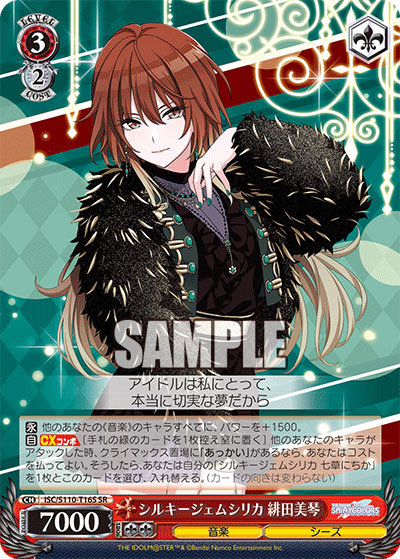 LEVEL
3
2
COST
SAMPLE
アイドルは私にとって、
本当に切実な夢だから
永 他のあなたの《音楽》のキャラすべてに、パワーを＋1500。
自 CXコンボ ［手札の緑のカードを1枚控え室に置く］ 他のあなたのキャラが
アタックした時、クライマックス置場に「あっかい」があるなら、あなたはコスト
を払ってよい。そうしたら、あなたは自分の「シルキージェムシリカ 七草にちか」
を1枚とこのカードを選び、入れ替える。（カードの向きは変わらない）
CH ISC/S110-T16S SR
POWER
7000
シルキージェムシリカ 緋田美琴
THE IDOLM@STER SHINY COLORS
音楽
シーズ
THE IDOLM@STER™&©Bandai Namco Entertainment Inc.